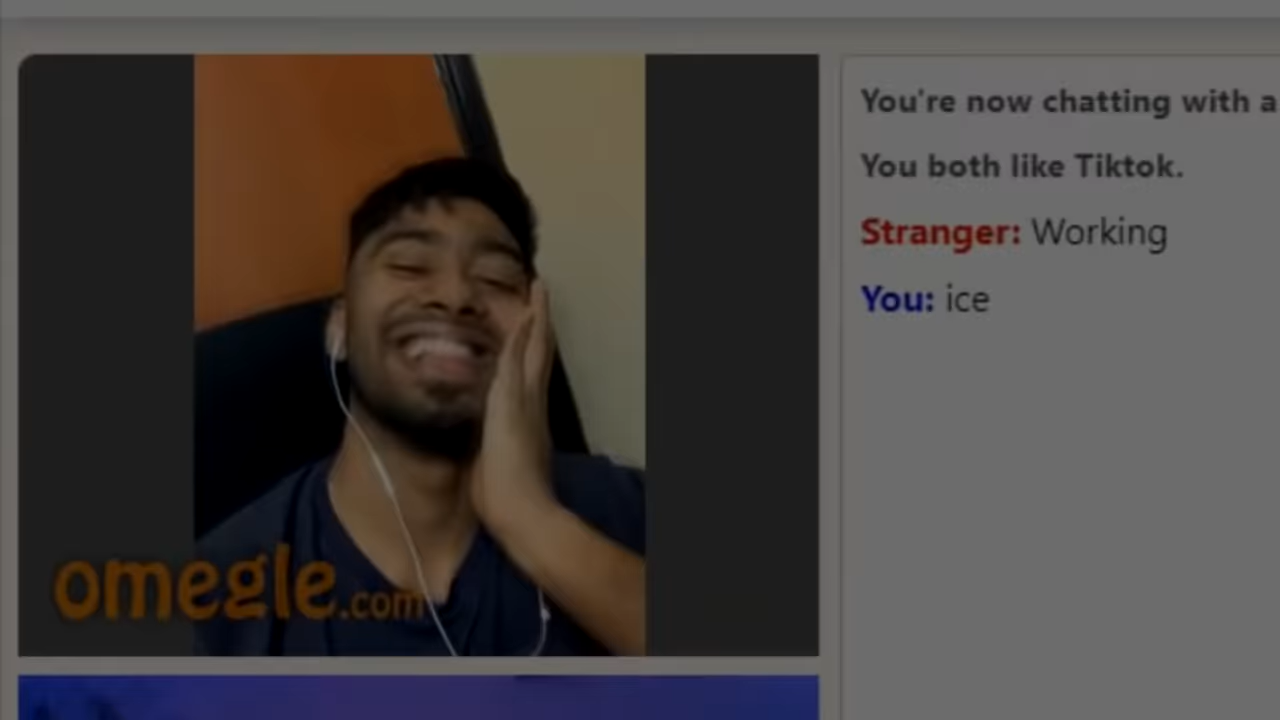 You're now chatting with a
You both like Tiktok.
Stranger: Working
You: ice
omegle.com